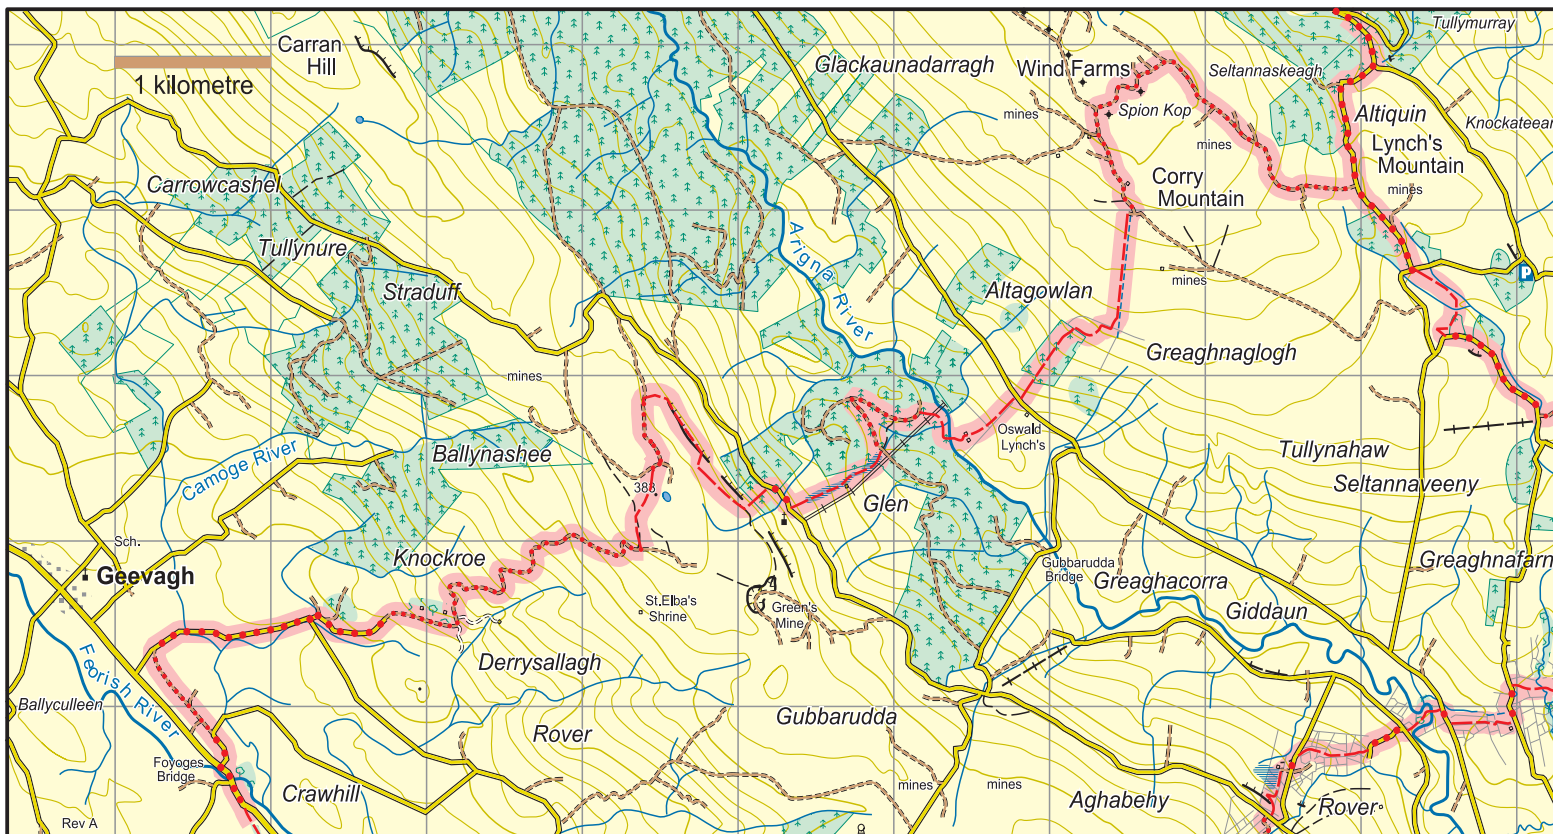 Carran
Hill
1 kilometre
Glackaunadarragh
Wind Farms
Spion Kop
mines
Seltannaskeagh
mines
Tullymurray
Altiquin
Knockateean
Lynch's
Mountain
mines
Corry
Mountain
mines
P
Carrowcashel
Tullynure
Straduff
Arigna River
Altagowlan
Greaghnaglogh
mines
Ballynashee
Camoge River
383
Oswald
Lynch's
Glen
Tullynahaw
Seltannaveeny
Sch.
Geevagh
Knockroe
St.Elba's
Shrine
Green's
Mine
Gubbarudda
Bridge
Greaghacorra
Giddaun
Greaghnafarn
Feorish River
Derrysallagh
Ballyculleen
Rover
Gubbarudda
Foyoges
Bridge
Crawhill
mines
mines
Aghabehy
Rover
Rev A